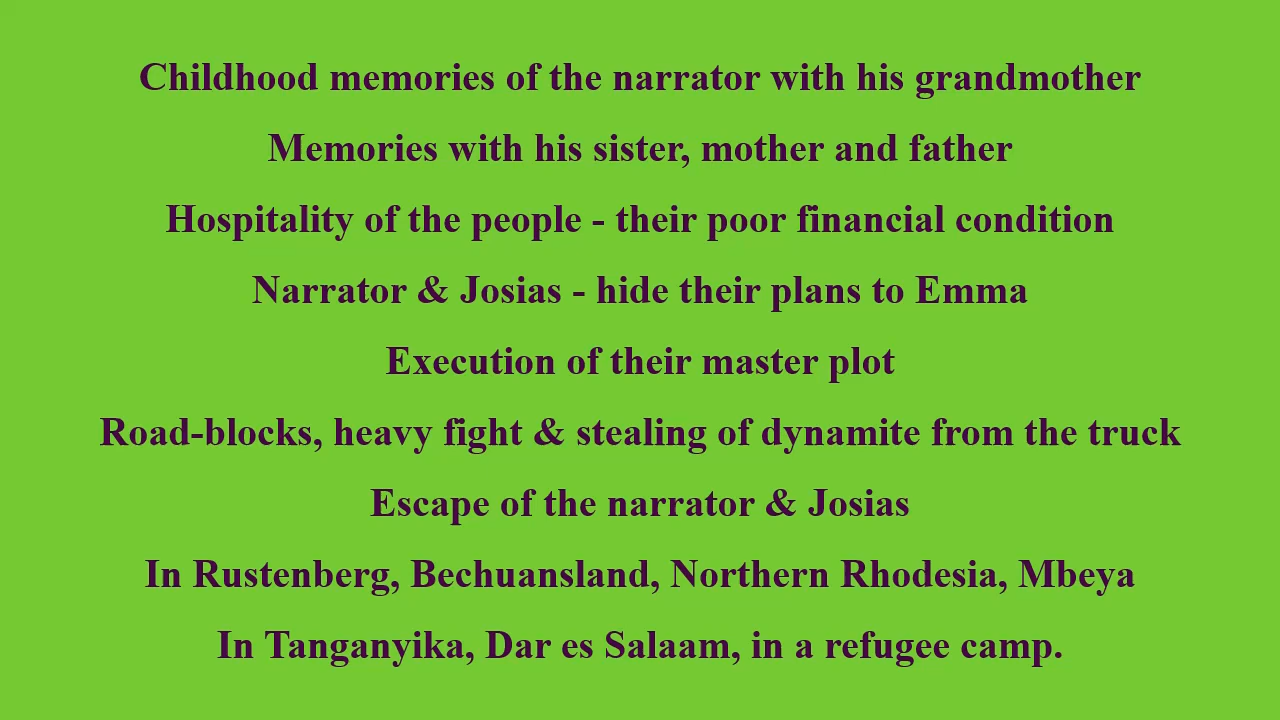 Childhood memories of the narrator with his grandmother
Memories with his sister, mother and father
Hospitality of the people - their poor financial condition
Narrator & Josias - hide their plans to Emma
Execution of their master plot
Road-blocks, heavy fight & stealing of dynamite from the truck
Escape of the narrator & Josias
In Rustenberg, Bechuansland, Northern Rhodesia, Mbeya
In Tanganyika, Dar es Salaam, in a refugee camp.